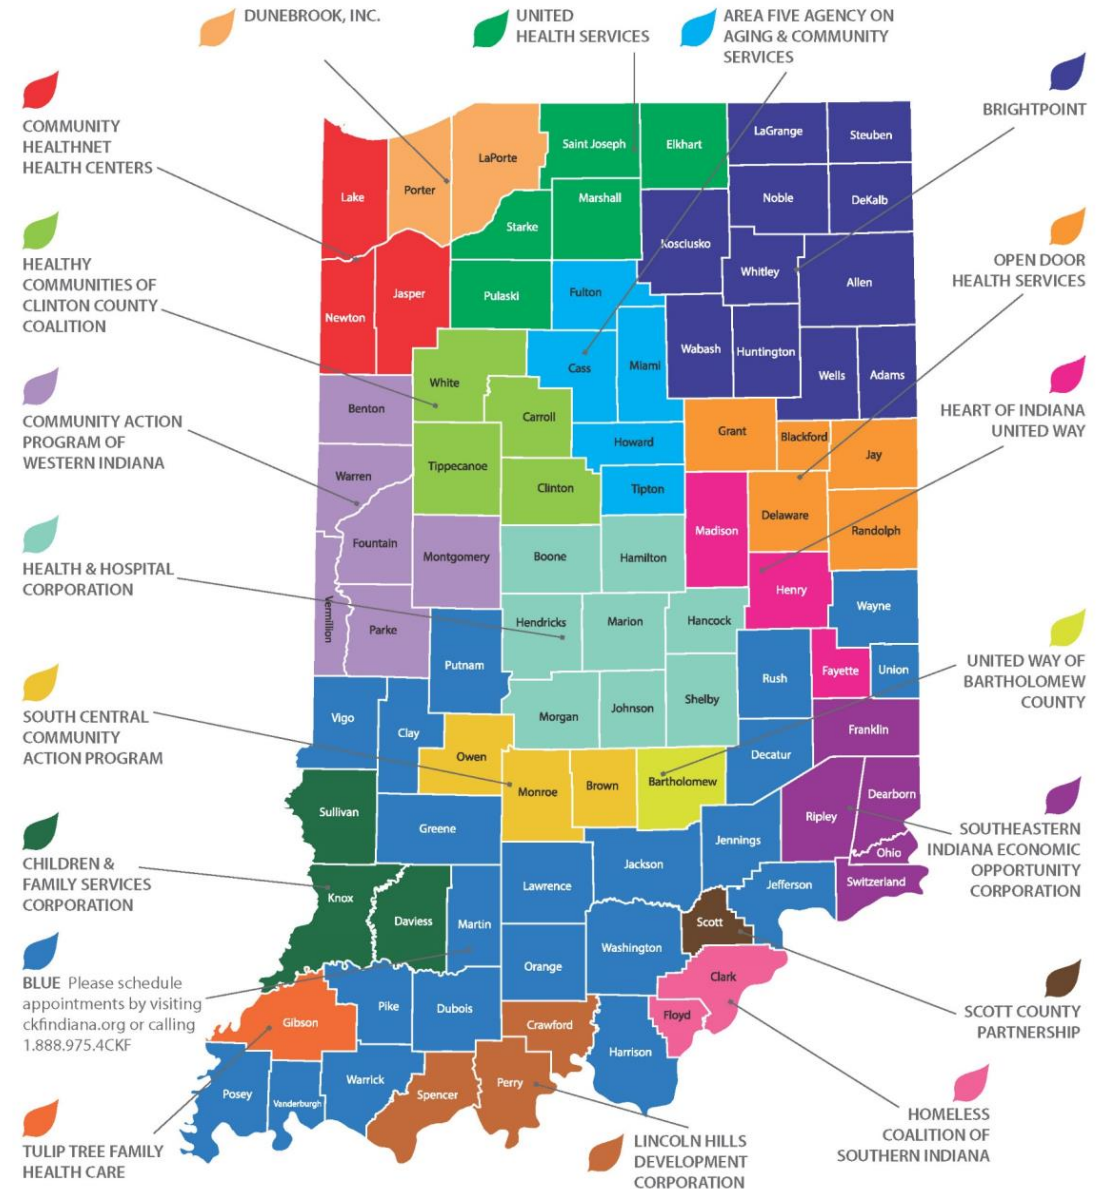 DUNEBROOK, INC.
UNITED
HEALTH SERVICES
AREA FIVE AGENCY ON
AGING & COMMUNITY
SERVICES
BRIGHTPOINT
COMMUNITY
HEALTHNET
HEALTH CENTERS
HEALTHY
COMMUNITIES OF
CLINTON COUNTY
COALITION
OPEN DOOR
HEALTH SERVICES
COMMUNITY ACTION
PROGRAM OF
WESTERN INDIANA
HEART OF INDIANA
UNITED WAY
HEALTH & HOSPITAL
CORPORATION
UNITED WAY OF
BARTHOLOMEW
COUNTY
SOUTH CENTRAL
COMMUNITY
ACTION PROGRAM
SOUTHEASTERN
INDIANA ECONOMIC
OPPORTUNITY
CORPORATION
CHILDREN &
FAMILY SERVICES
CORPORATION
BLUE Please schedule
appointments by visiting
ckfindiana.org or calling
1.888.975.4CKF
SCOTT COUNTY
PARTNERSHIP
TULIP TREE FAMILY
HEALTH CARE
LINCOLN HILLS
DEVELOPMENT
CORPORATION
HOMELESS
COALITION OF
SOUTHERN INDIANA
Lake
Porter
LaPorte
Saint Joseph
Elkhart
LaGrange
Steuben
Noble
DeKalb
Marshall
Starke
Kosciusko
Whitley
Allen
Newton
Jasper
Pulaski
Fulton
Cass
Miami
Wabash
Huntington
Wells
Adams
White
Carroll
Benton
Howard
Grant
Blackford
Jay
Warren
Tippecanoe
Clinton
Tipton
Madison
Delaware
Randolph
Fountain
Montgomery
Boone
Hamilton
Henry
Wayne
Vermillion
Parke
Putnam
Hendricks
Marion
Hancock
Rush
Fayette
Union
Vigo
Clay
Morgan
Johnson
Shelby
Franklin
Owen
Monroe
Brown
Bartholomew
Decatur
Dearborn
Sullivan
Greene
Ripley
Ohio
Jennings
Jackson
Lawrence
Jefferson
Switzerland
Knox
Daviess
Martin
Scott
Washington
Orange
Clark
Gibson
Pike
Dubois
Crawford
Floyd
Harrison
Posey
Vanderburgh
Warrick
Spencer
Perry